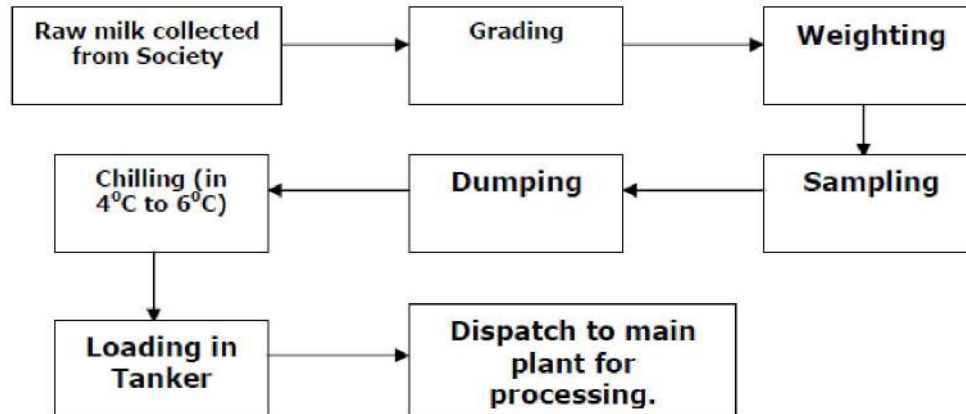 Raw milk collected
from Society
Grading
Weighting
Sampling
Dumping
Chilling (in
4⁰C to 6⁰C)
Loading in
Tanker
Dispatch to main
plant for
processing.